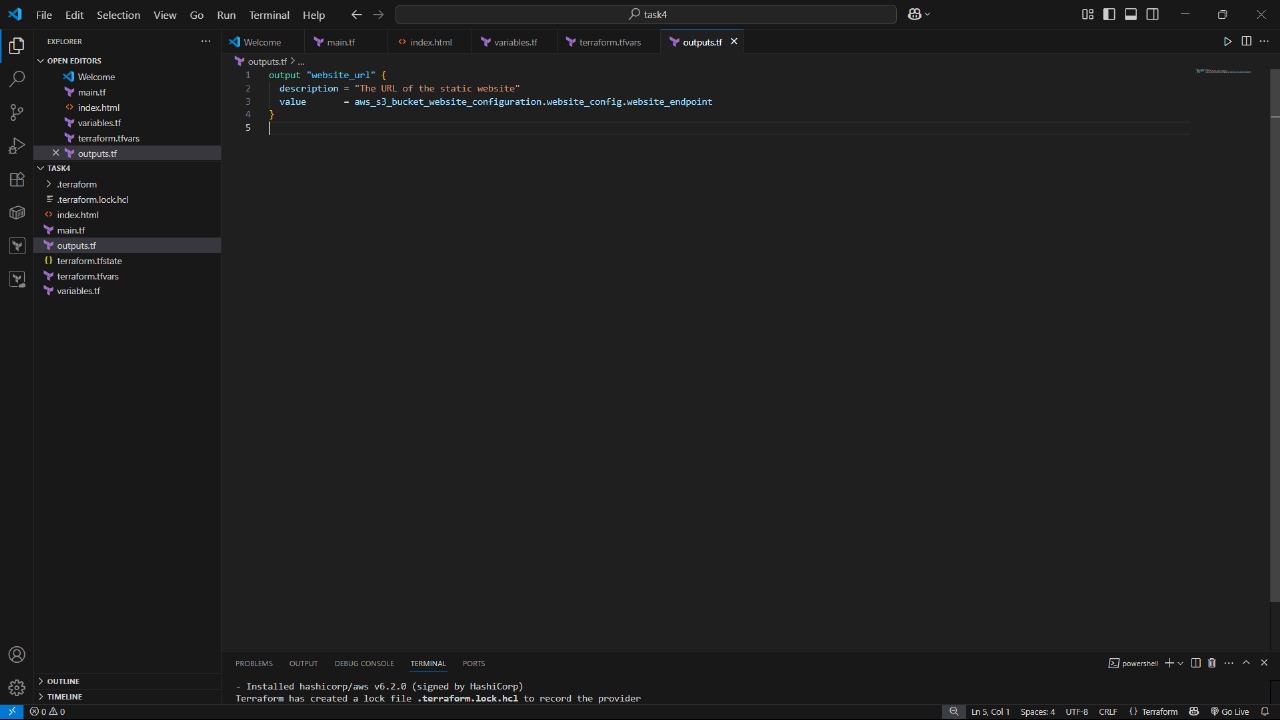 File Edit Selection View Go Run Terminal Help
task4
EXPLORER
OPEN EDITORS
Welcome
main.tf
index.html
variables.tf
terraform.tfvars
outputs.tf
TASK4
.terraform
.terraform.lock.hcl
index.html
main.tf
outputs.tf
terraform.tfstate
terraform.tfvars
variables.tf
OUTLINE
TIMELINE
Welcome main.tf index.html variables.tf terraform.tfvars outputs.tf
outputs.tf > ...
1 output "website_url" {
2   description = "The URL of the static website"
3   value       = aws_s3_bucket_website_configuration.website_config.website_endpoint
4 }
5
PROBLEMS OUTPUT DEBUG CONSOLE TERMINAL PORTS
powershell
- Installed hashicorp/aws v6.2.0 (signed by HashiCorp)
Terraform has created a lock file .terraform.lock.hcl to record the provider
0 0
Ln 5, Col 1 Spaces: 4 UTF-8 CRLF {} Terraform Go Live